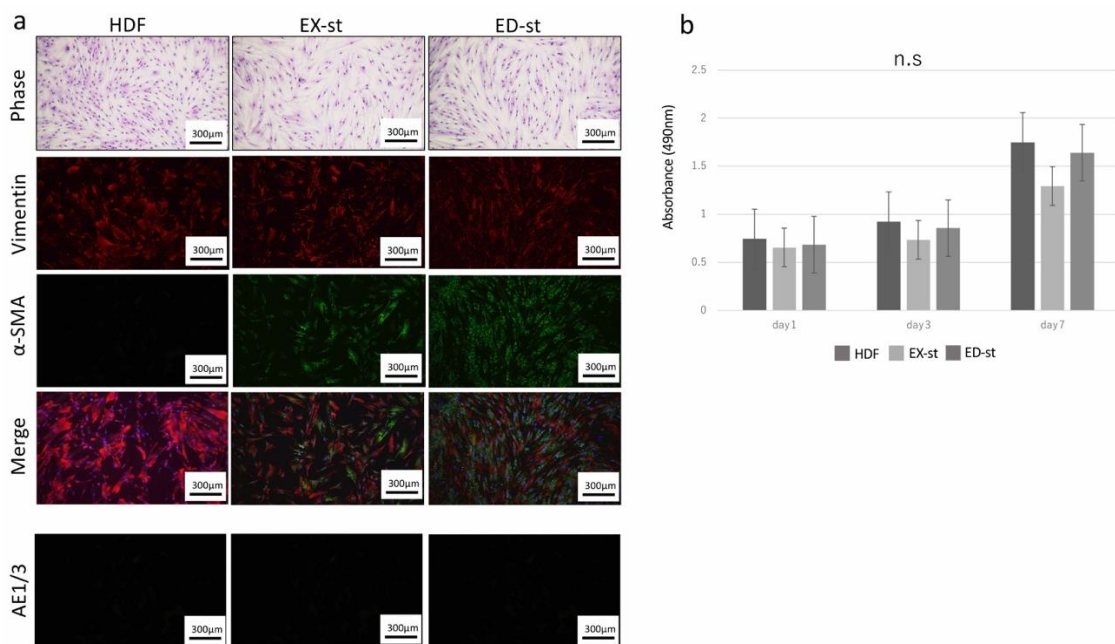 a
HDF EX-st ED-st
Phase
300µm 300µm 300µm
Vimentin
300µm 300µm 300µm
α-SMA
300µm 300µm 300µm
Merge
300µm 300µm 300µm
AE1/3
300µm 300µm 300µm
b
n.s
Absorbance (490nm)
2.5
2
1.5
1
0.5
0
day1 day3 day7
HDF EX-st ED-st